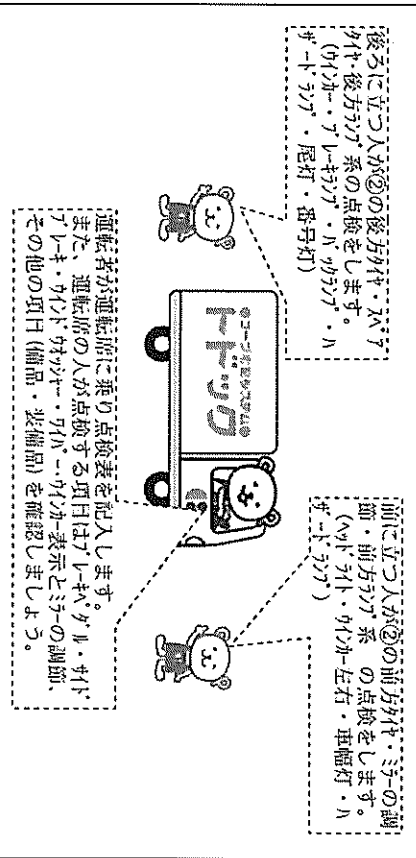 後ろに立つ人が②の後方ﾀｲﾔ・ｽﾍﾟｱ
ﾀｲﾔ・後方ﾗﾝﾌﾟ系の点検をします。
(ｳｲﾝｶｰ・ﾌﾞﾚｰｷﾗﾝﾌﾟ・ﾊﾞｯｸﾗﾝﾌﾟ・ﾊ
ｻﾞｰﾄﾞﾗﾝﾌﾟ・尾灯・番号灯)
前に立つ人が②の前方ﾀｲﾔ・ﾐﾗｰの調
節・前方ﾗﾝﾌﾟ系 の点検をします。
(ﾍｯﾄﾞﾗｲﾄ・ｳｲﾝｶｰ左右・車幅灯・ﾊ
ｻﾞｰﾄﾞﾗﾝﾌﾟ)
コープ宅配システム
トドック
運転者が運転席に乗り点検表を記入します。
また、運転席の人が点検する項目はﾌﾞﾚｰｷﾍﾟﾀﾞﾙ・ｻｲﾄﾞ
ﾌﾞﾚｰｷ・ｳｲﾝﾄﾞｳｵｯｼｬｰ・ﾜｲﾊﾟｰ・ｳｲﾝｶｰ表示とﾐﾗｰの調節、
その他の項目(備品・装備品)を確認しましょう。